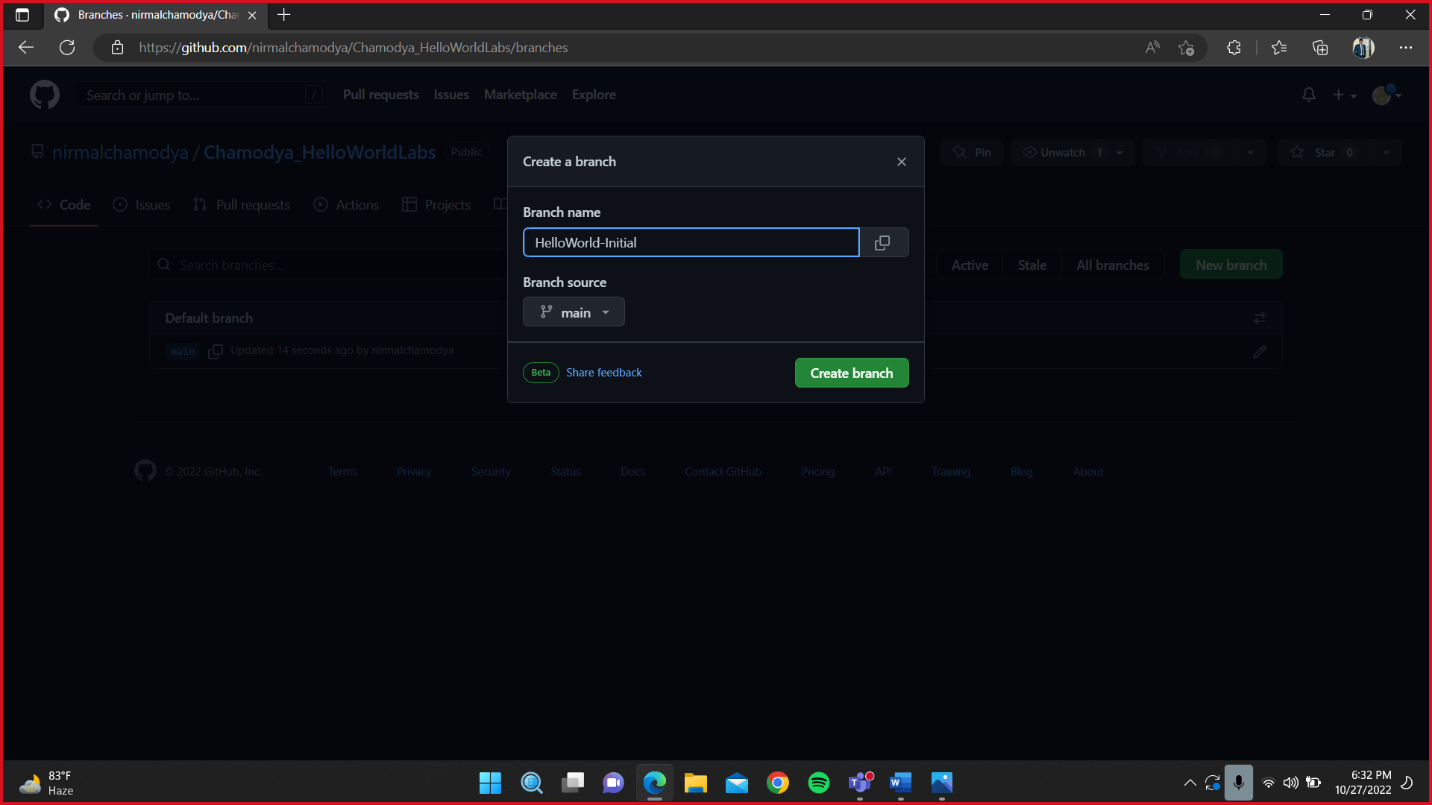 Branches · nirmalchamodya/Cha
https://github.com/nirmalchamodya/Chamodya_HelloWorldLabs/branches
Search or jump to... /
Pull requests Issues Marketplace Explore
nirmalchamodya / Chamodya_HelloWorldLabs Public
Pin Unwatch 1 Star 0
Code Issues Pull requests Actions Projects
Search branches...
Active Stale All branches New branch
Default branch
main Updated 14 seconds ago by nirmalchamodya
Create a branch
Branch name
HelloWorld-Initial
Branch source
main
Beta Share feedback Create branch
© 2022 GitHub, Inc. Terms Privacy Security Status Docs Contact GitHub Pricing API Training Blog About
83°F
Haze
6:32 PM
10/27/2022